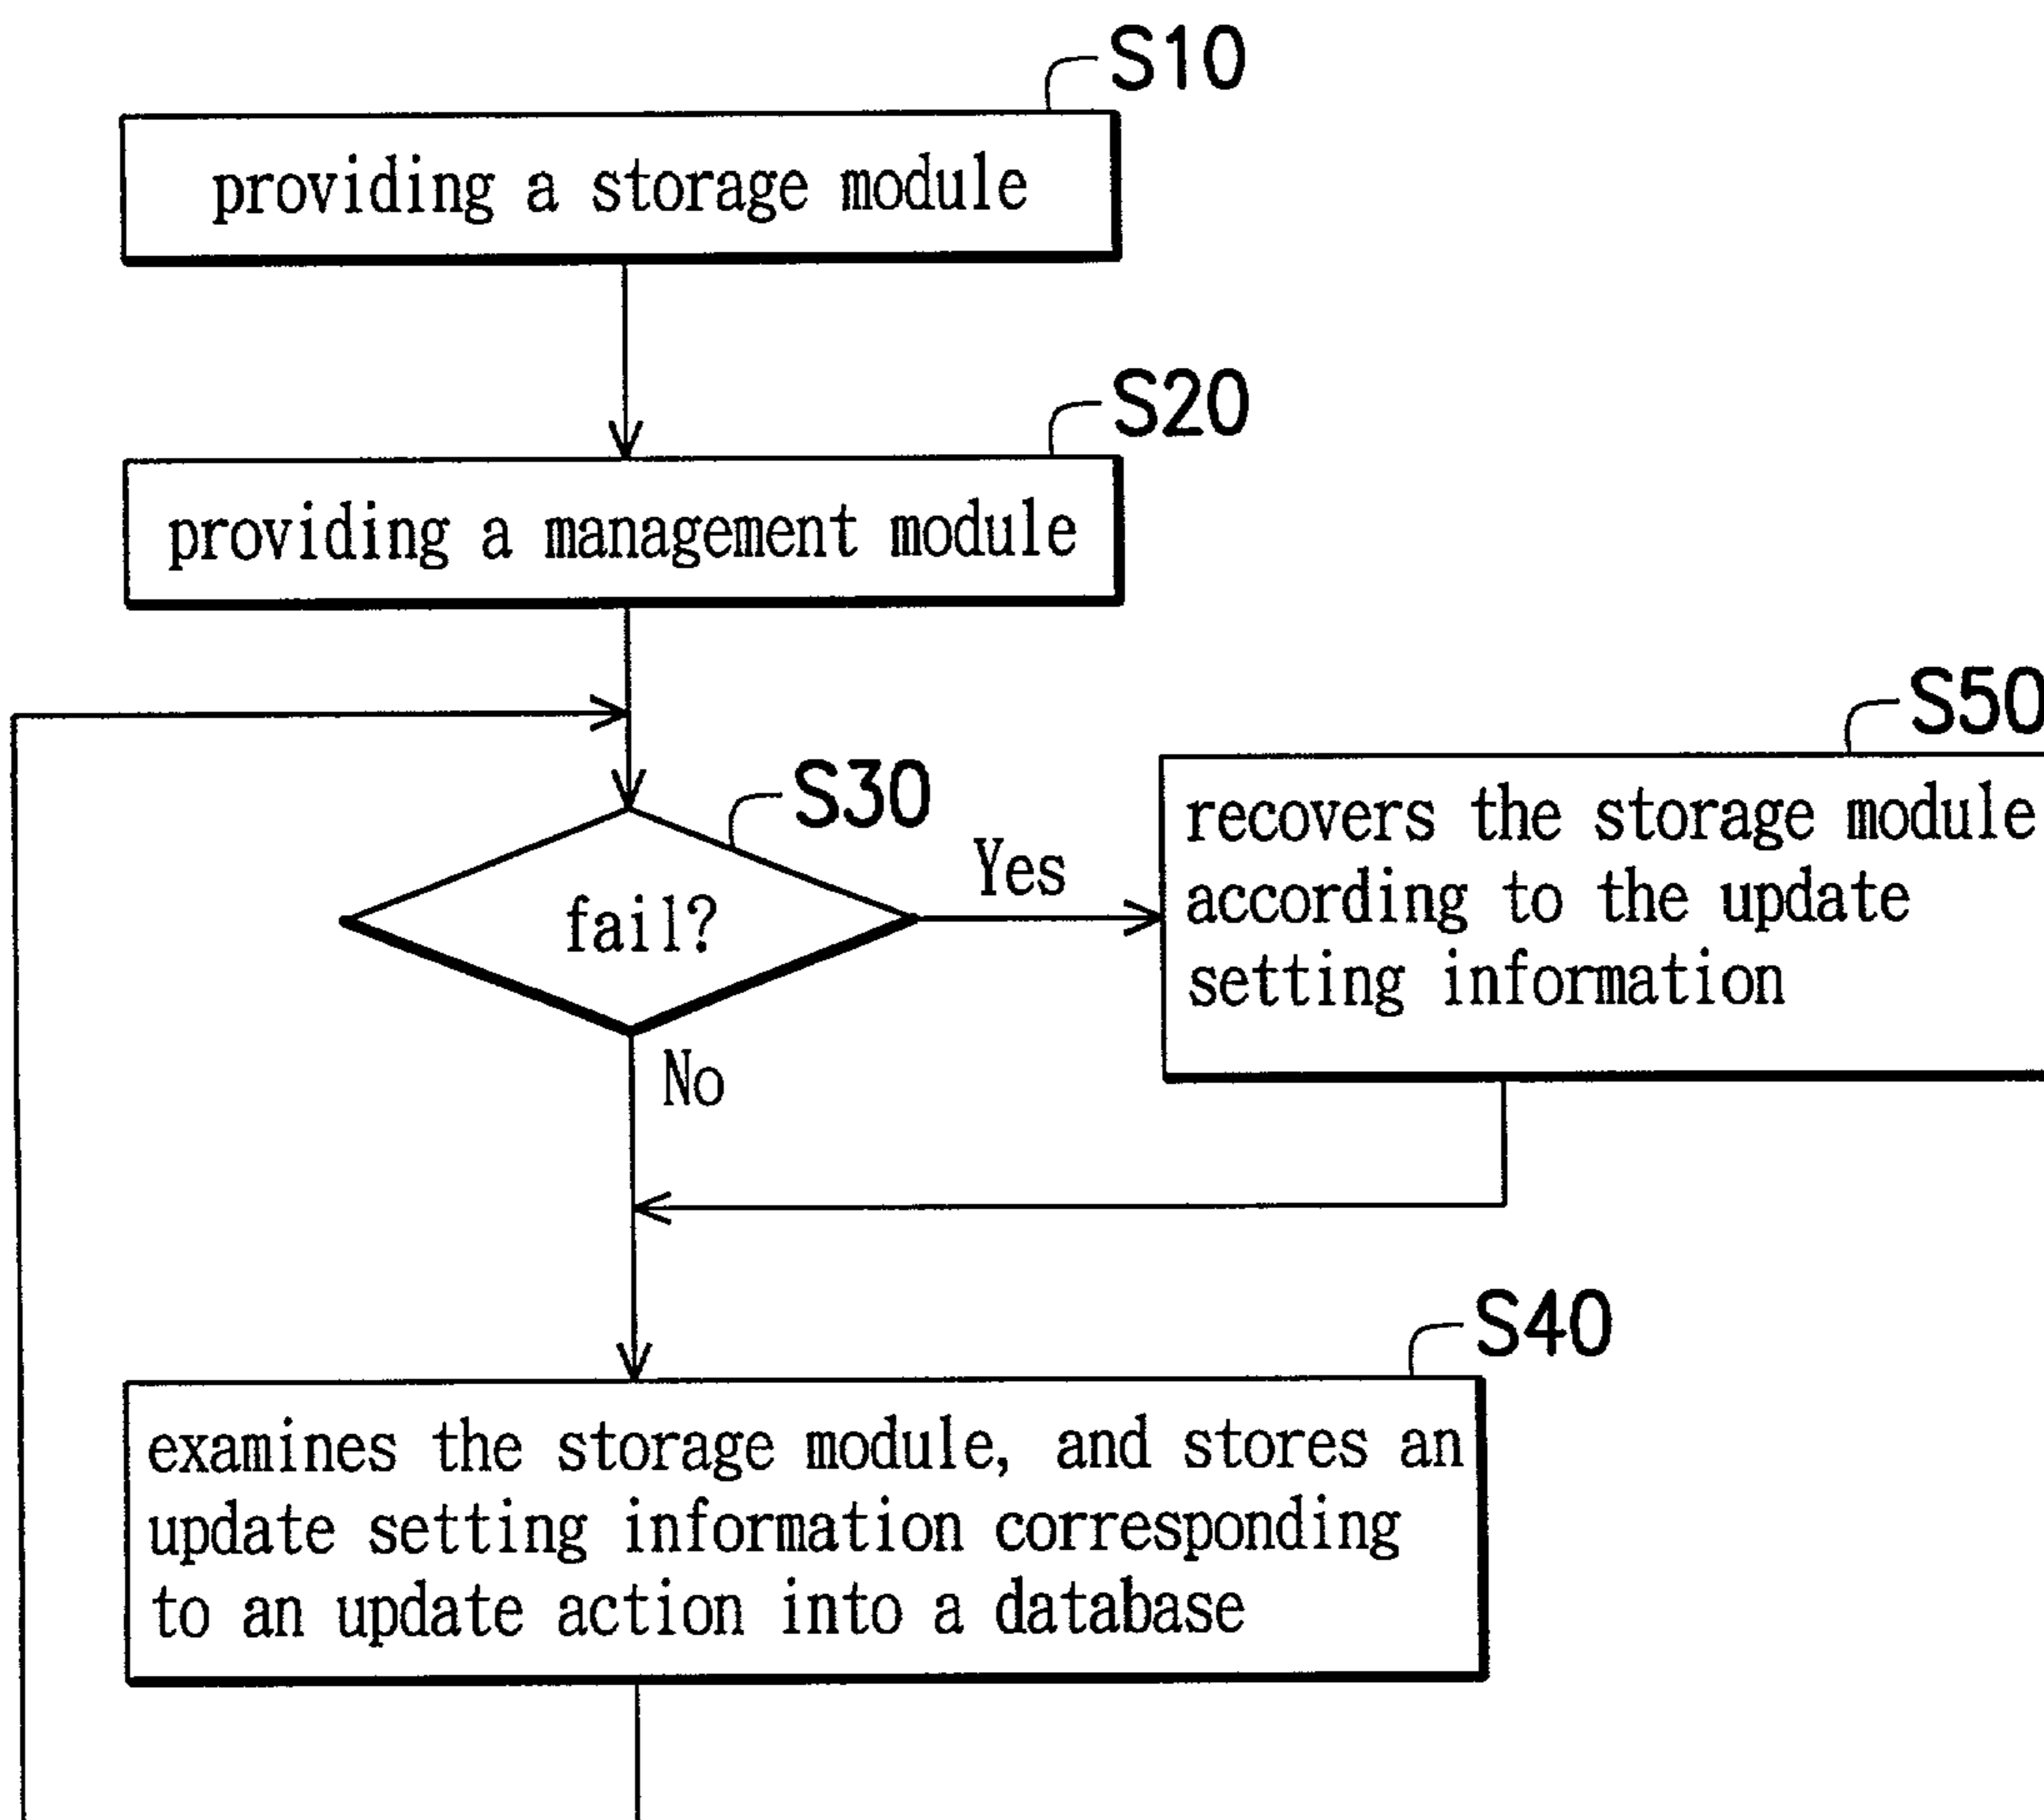 S10
providing a storage module
S20
providing a management module
S30
fail?
Yes
No
S50
recovers the storage module
according to the update
setting information
S40
examines the storage module, and stores an
update setting information corresponding
to an update action into a database